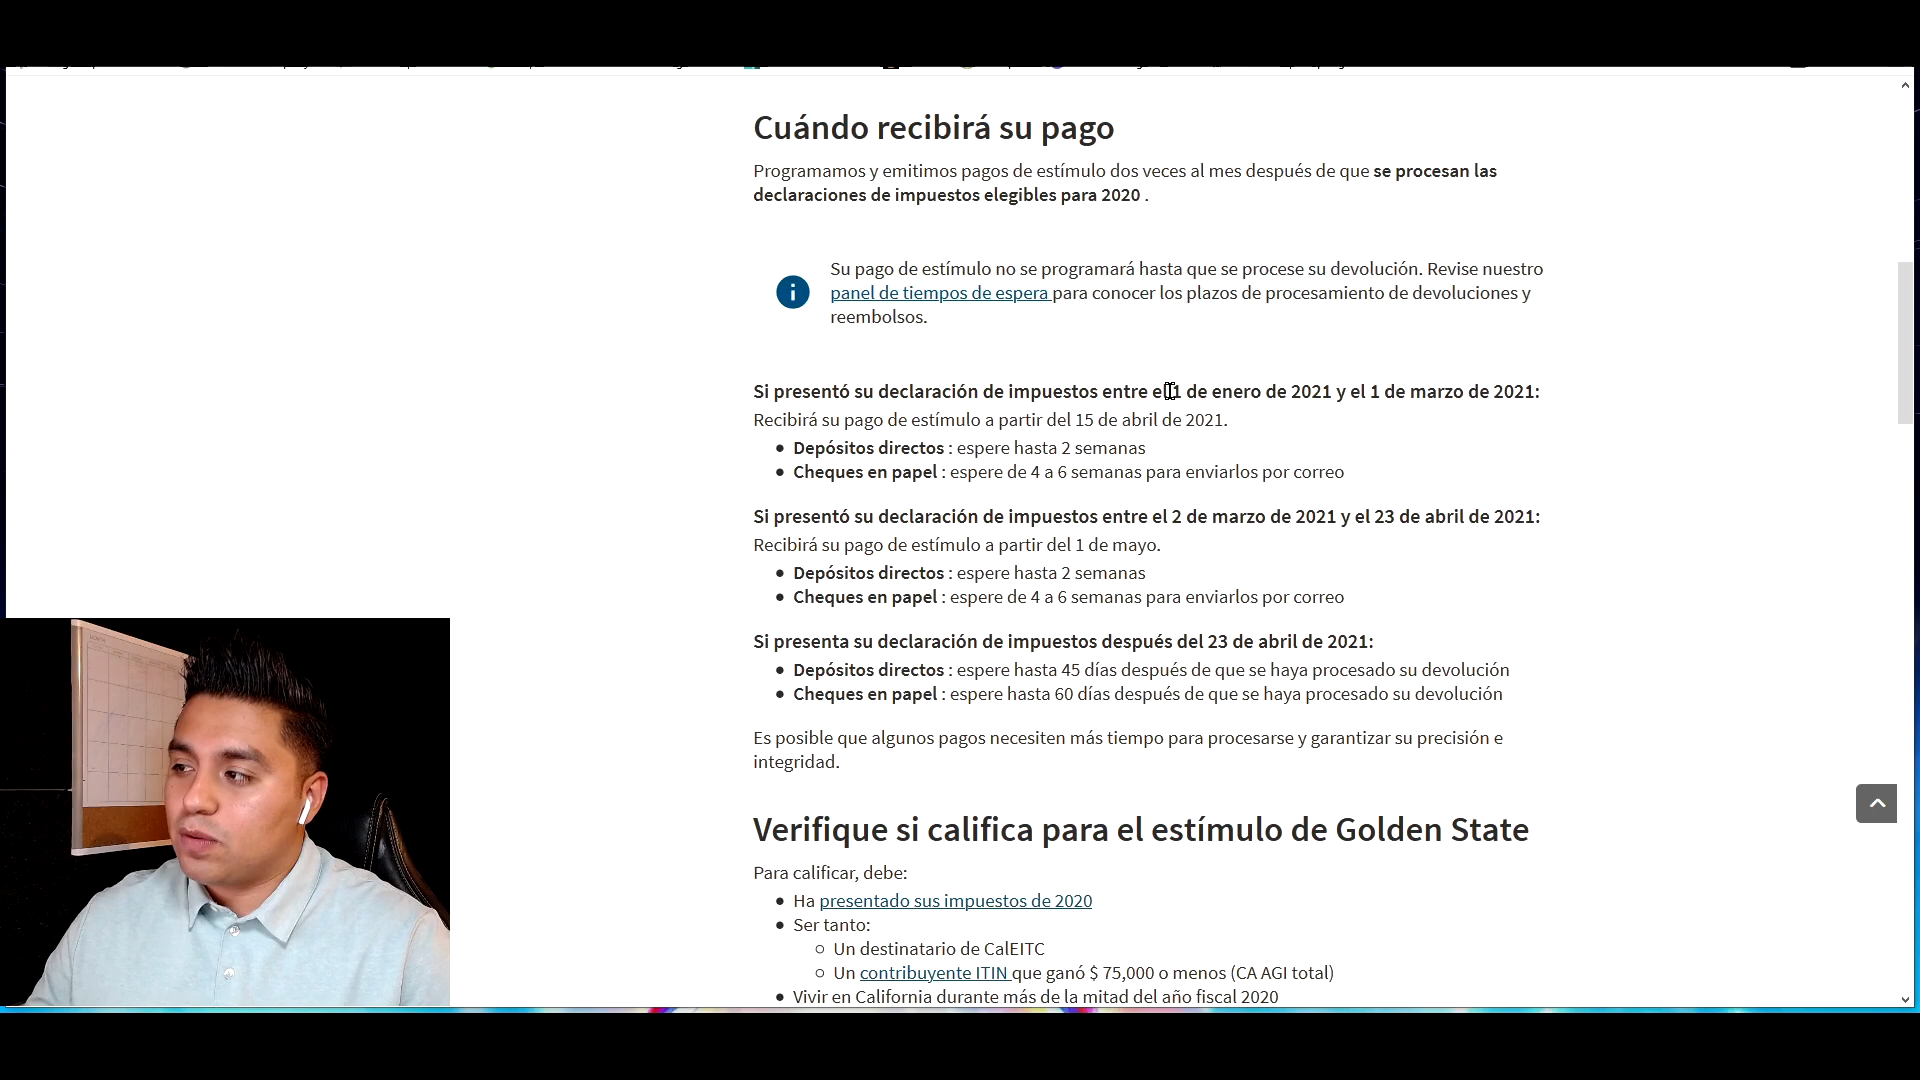 Cuándo recibirá su pago
Programamos y emitimos pagos de estímulo dos veces al mes después de que se procesan las
declaraciones de impuestos elegibles para 2020 .
Su pago de estímulo no se programará hasta que se procese su devolución. Revise nuestro
panel de tiempos de espera para conocer los plazos de procesamiento de devoluciones y
reembolsos.
Si presentó su declaración de impuestos entre el 1 de enero de 2021 y el 1 de marzo de 2021:
Recibirá su pago de estímulo a partir del 15 de abril de 2021.
• Depósitos directos : espere hasta 2 semanas
• Cheques en papel : espere de 4 a 6 semanas para enviarlos por correo
Si presentó su declaración de impuestos entre el 2 de marzo de 2021 y el 23 de abril de 2021:
Recibirá su pago de estímulo a partir del 1 de mayo.
• Depósitos directos : espere hasta 2 semanas
• Cheques en papel : espere de 4 a 6 semanas para enviarlos por correo
Si presenta su declaración de impuestos después del 23 de abril de 2021:
• Depósitos directos : espere hasta 45 días después de que se haya procesado su devolución
• Cheques en papel : espere hasta 60 días después de que se haya procesado su devolución
Es posible que algunos pagos necesiten más tiempo para procesarse y garantizar su precisión e
integridad.
Verifique si califica para el estímulo de Golden State
Para calificar, debe:
• Ha presentado sus impuestos de 2020
• Ser tanto:
○ Un destinatario de CalEITC
○ Un contribuyente ITIN que ganó $ 75,000 o menos (CA AGI total)
• Vivir en California durante más de la mitad del año fiscal 2020